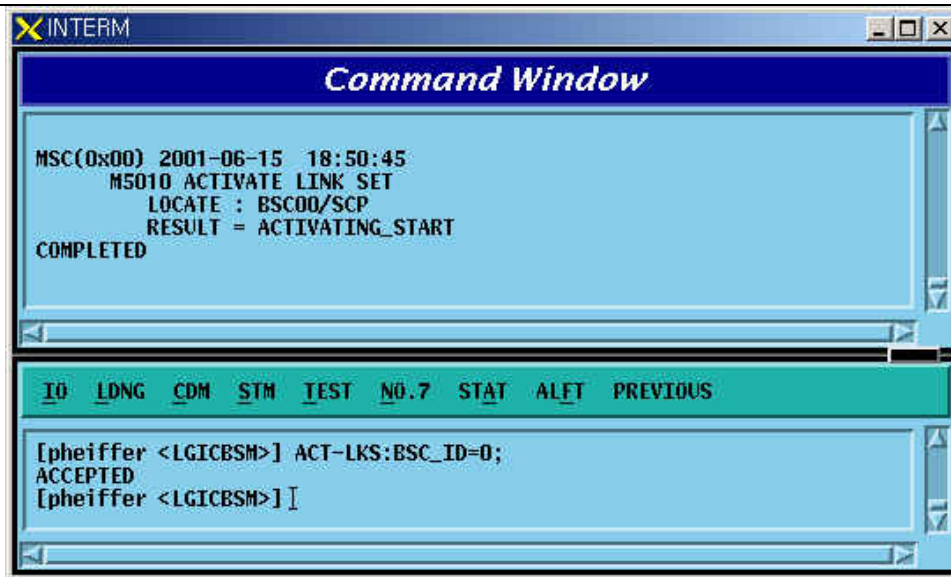 INTERM
Command Window
MSC(0x00) 2001-06-15 18:50:45
M5010 ACTIVATE LINK SET
LOCATE : BSC00/SCP
RESULT = ACTIVATING_START
COMPLETED
IO LDNG CDM STM TEST NO.7 STAT ALFT PREVIOUS
[pheiffer <LGICBSM>] ACT-LKS:BSC_ID=0;
ACCEPTED
[pheiffer <LGICBSM>]